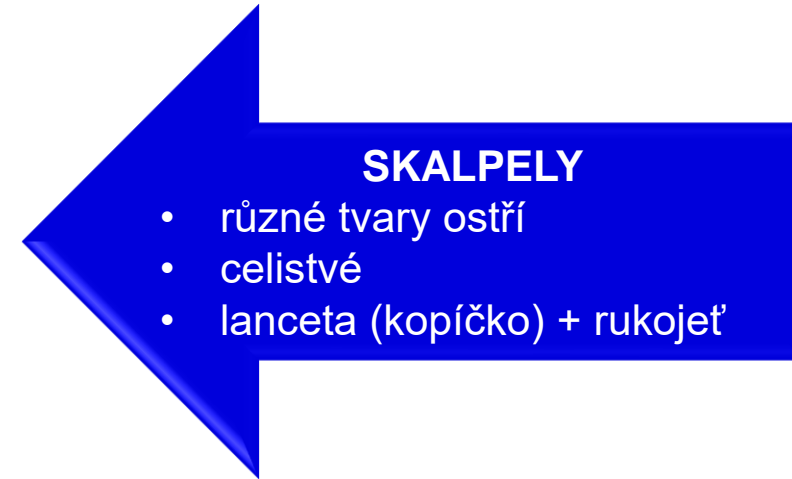 SKALPELY
• různé tvary ostří
• celistvé
• lanceta (kopíčko) + rukojeť